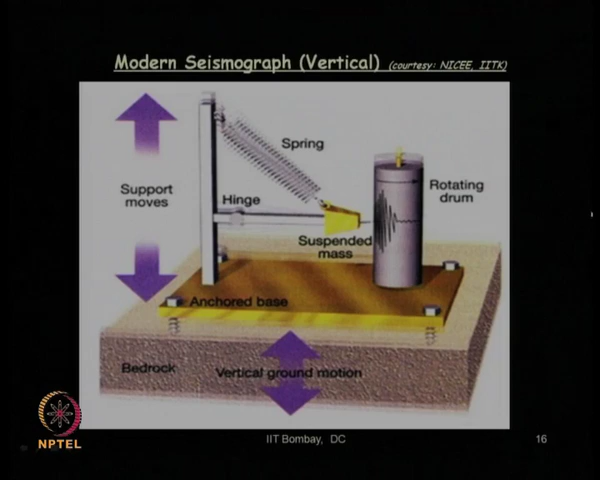 Modern Seismograph (Vertical) (courtesy: NICEE, IITK)
Spring
Support
moves
Hinge
Rotating
drum
Suspended
mass
Anchored base
Bedrock
Vertical ground motion
NPTEL
IIT Bombay, DC
16